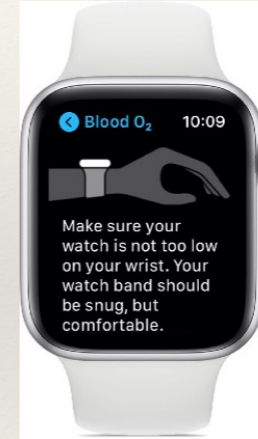 Blood O₂ 10:09
Make sure your
watch is not too low
on your wrist. Your
watch band should
be snug, but
comfortable.